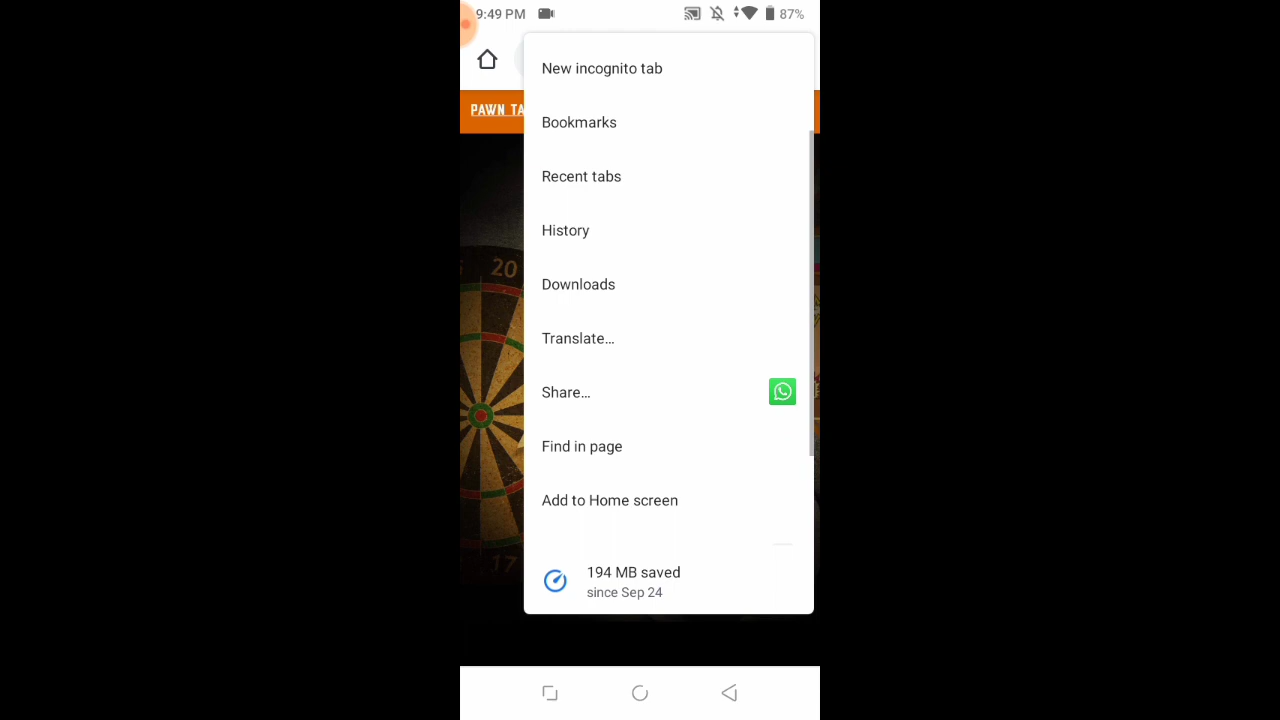 9:49 PM
87%
PAWN TA
New incognito tab
Bookmarks
Recent tabs
History
Downloads
Translate…
Share…
Find in page
Add to Home screen
194 MB saved
since Sep 24
20
17